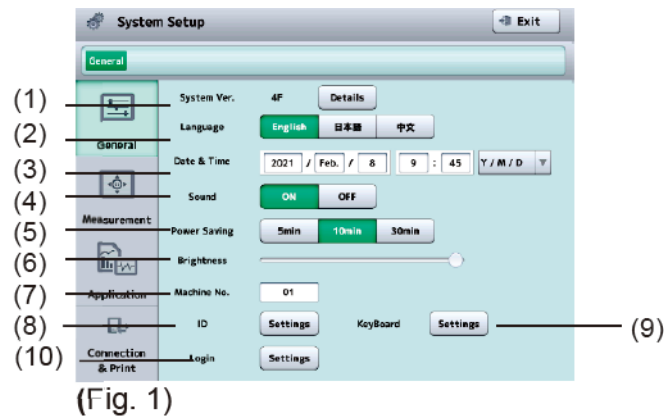 System Setup Exit
General
(1) System Ver. 4F Details
(2) Language English 日本語 中文
General
(3) Date & Time 2021 / Feb. / 8 9 : 45 Y / M / D
(4) Sound ON OFF
Measurement
(5) Power Saving 5min 10min 30min
(6) Brightness
(7) Machine No. 01
Application
(8) ID Settings KeyBoard Settings (9)
(10) Login Settings
Connection
& Print
(Fig. 1)